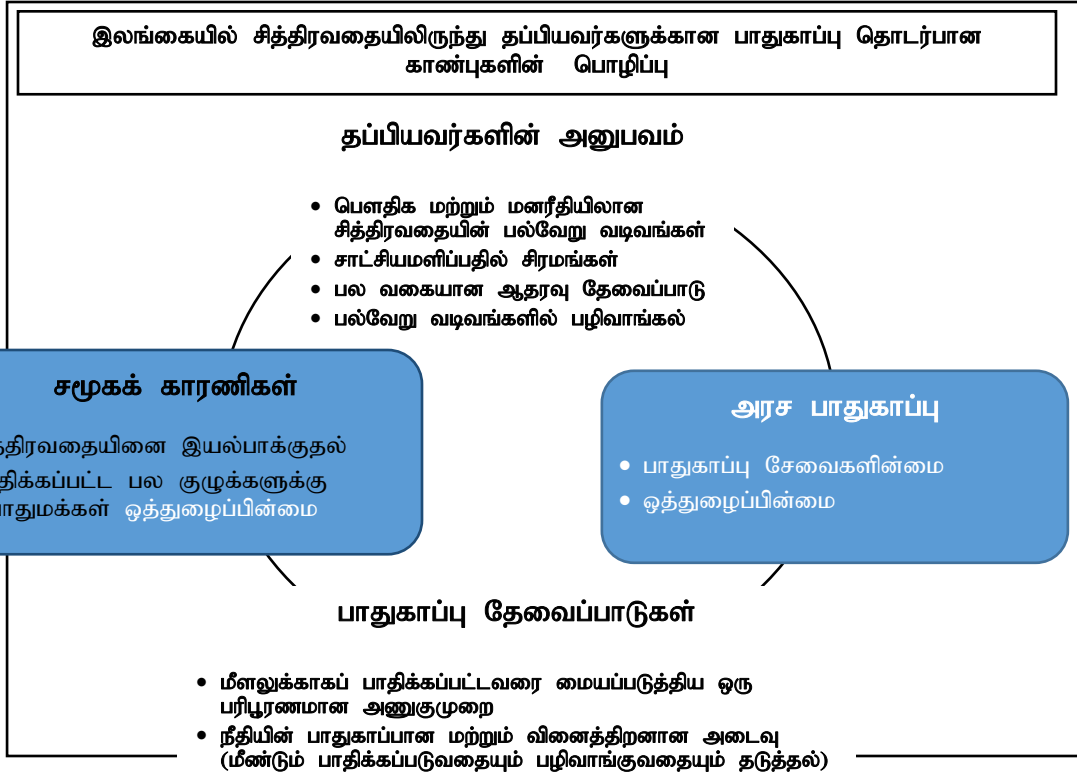 இலங்கையில் சித்திரவதையிலிருந்து தப்பியவர்களுக்கான பாதுகாப்பு தொடர்பான
காண்புகளின் பொழிப்பு
தப்பியவர்களின் அனுபவம்
• பௌதிக மற்றும் மனரீதியிலான
சித்திரவதையின் பல்வேறு வடிவங்கள்
• சாட்சியமளிப்பதில் சிரமங்கள்
• பல வகையான ஆதரவு தேவைப்பாடு
• பல்வேறு வடிவங்களில் பழிவாங்கல்
சமூகக் காரணிகள்
இயல்பாக்குதல்
பல குழுக்களுக்கு
ஒத்துழைப்பின்மை
அரச பாதுகாப்பு
• பாதுகாப்பு சேவைகளின்மை
• ஒத்துழைப்பின்மை
பாதுகாப்பு தேவைப்பாடுகள்
• மீளலுக்காகப் பாதிக்கப்பட்டவரை மையப்படுத்திய ஒரு
பரிபூரணமான அணுகுமுறை
• நீதியின் பாதுகாப்பான மற்றும் வினைத்திறனான அடைவு
(மீண்டும் பாதிக்கப்படுவதையும் பழிவாங்குவதையும் தடுத்தல்)